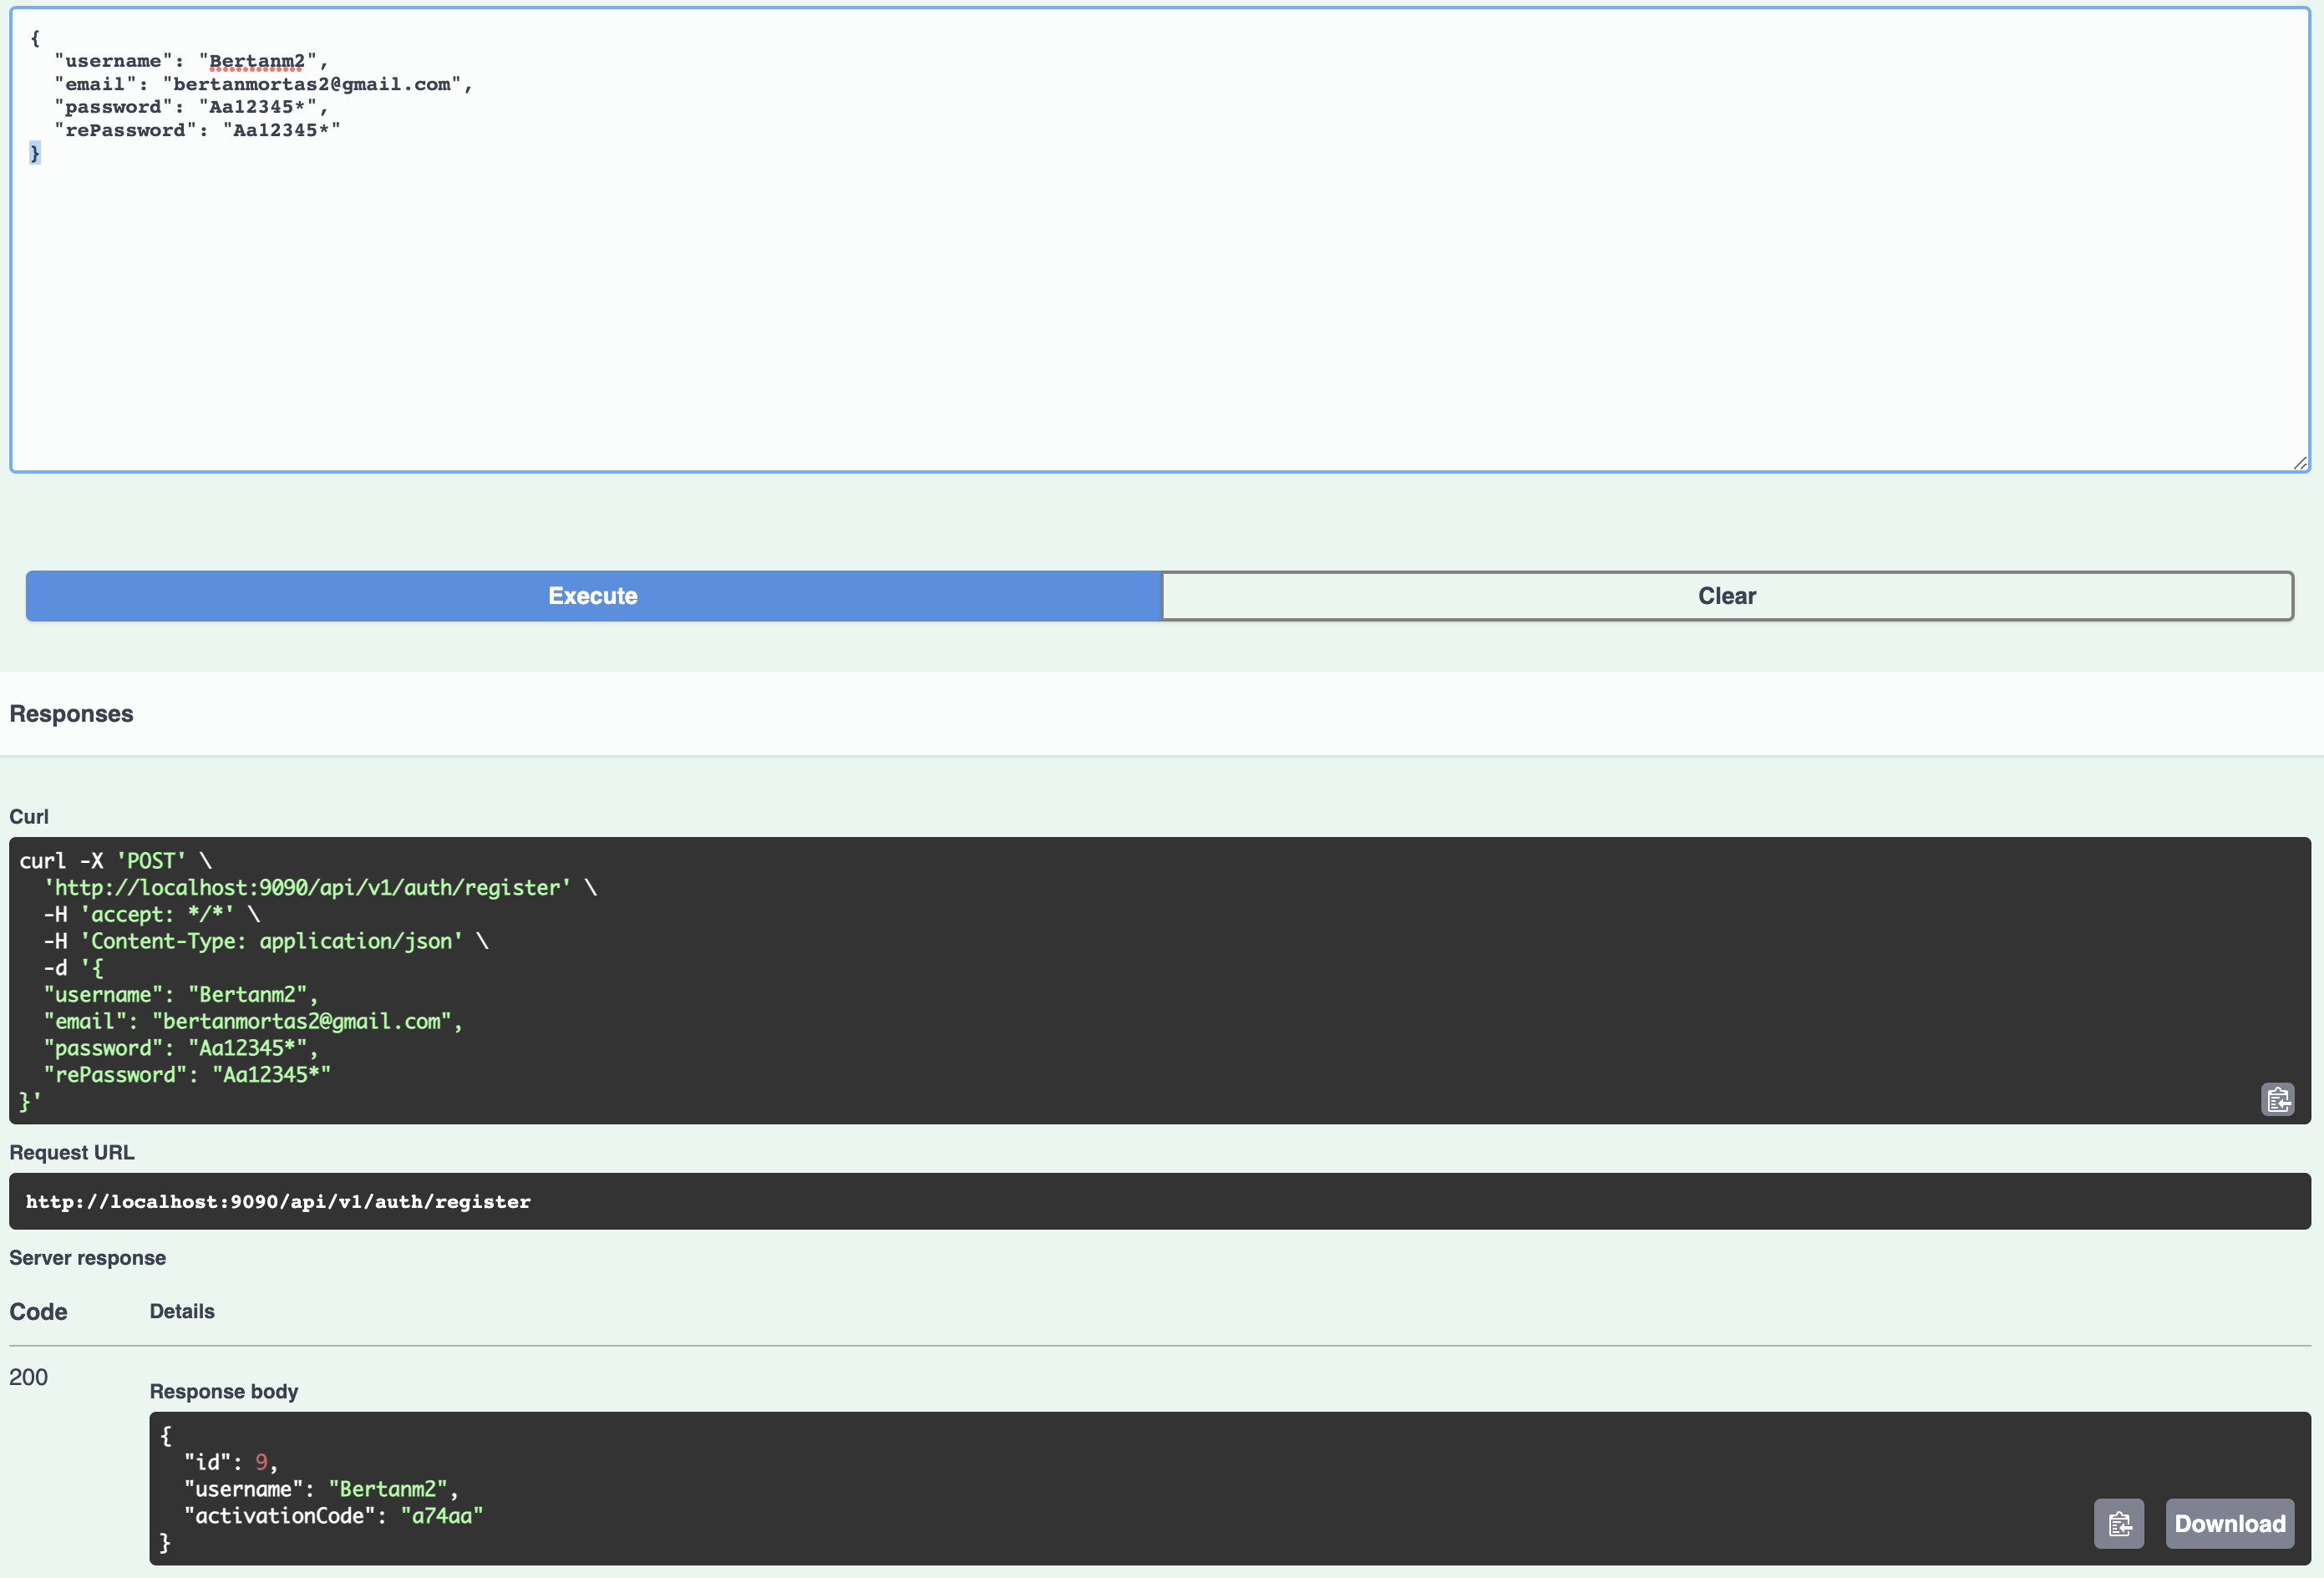 {
  "username": "Bertanm2",
  "email": "bertanmortas2@gmail.com",
  "password": "Aa12345*",
  "rePassword": "Aa12345*"
}
Execute
Clear
Responses
Curl
curl -X 'POST' \
  'http://localhost:9090/api/v1/auth/register' \
  -H 'accept: */*' \
  -H 'Content-Type: application/json' \
  -d '{
  "username": "Bertanm2",
  "email": "bertanmortas2@gmail.com",
  "password": "Aa12345*",
  "rePassword": "Aa12345*"
}'
Request URL
http://localhost:9090/api/v1/auth/register
Server response
Code Details
200
Response body
{
  "id": 9,
  "username": "Bertanm2",
  "activationCode": "a74aa"
}
Download